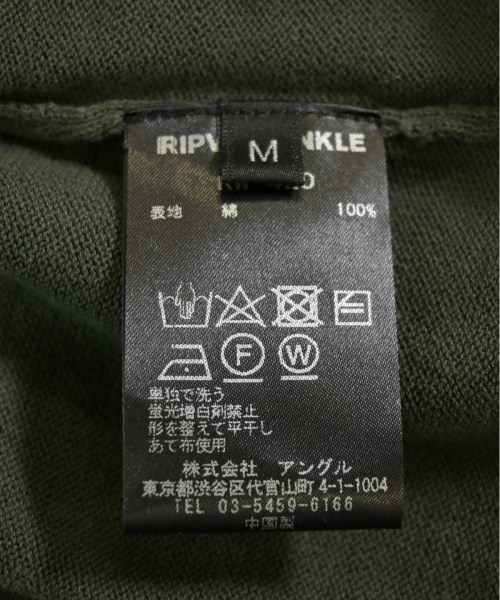 M
表地 綿 100%
F W
単独で洗う
蛍光増白剤禁止
形を整えて平干し
あて布使用
株式会社 アングル
東京都渋谷区代官山町4-1-1004
TEL 03-5459-6166
中国製